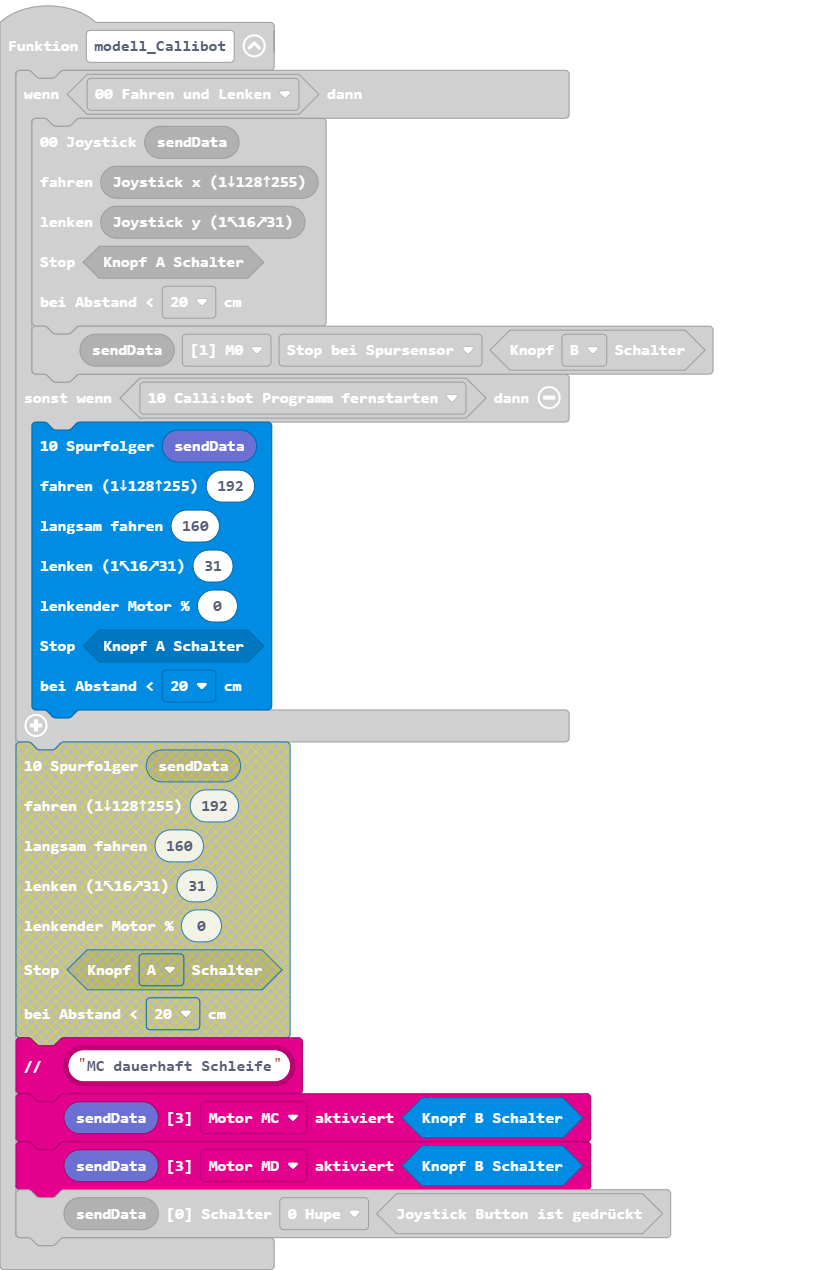 Funktion modell_Callibot
wenn 00 Fahren und Lenken dann
00 Joystick sendData
fahren Joystick x (1↓128↑255)
lenken Joystick y (1↖16↗31)
Stop Knopf A Schalter
bei Abstand < 20 cm
sendData [1] M0 Stop bei Spursensor Knopf B Schalter
sonst wenn 10 Calli:bot Programm fernstarten dann
10 Spurfolger sendData
fahren (1↓128↑255) 192
langsam fahren 160
lenken (1↖16↗31) 31
lenkender Motor % 0
Stop Knopf A Schalter
bei Abstand < 20 cm
10 Spurfolger sendData
fahren (1↓128↑255) 192
langsam fahren 160
lenken (1↖16↗31) 31
lenkender Motor % 0
Stop Knopf A Schalter
bei Abstand < 20 cm
// "MC dauerhaft Schleife"
sendData [3] Motor MC aktiviert Knopf B Schalter
sendData [3] Motor MD aktiviert Knopf B Schalter
sendData [0] Schalter 0 Hupe Joystick Button ist gedrückt